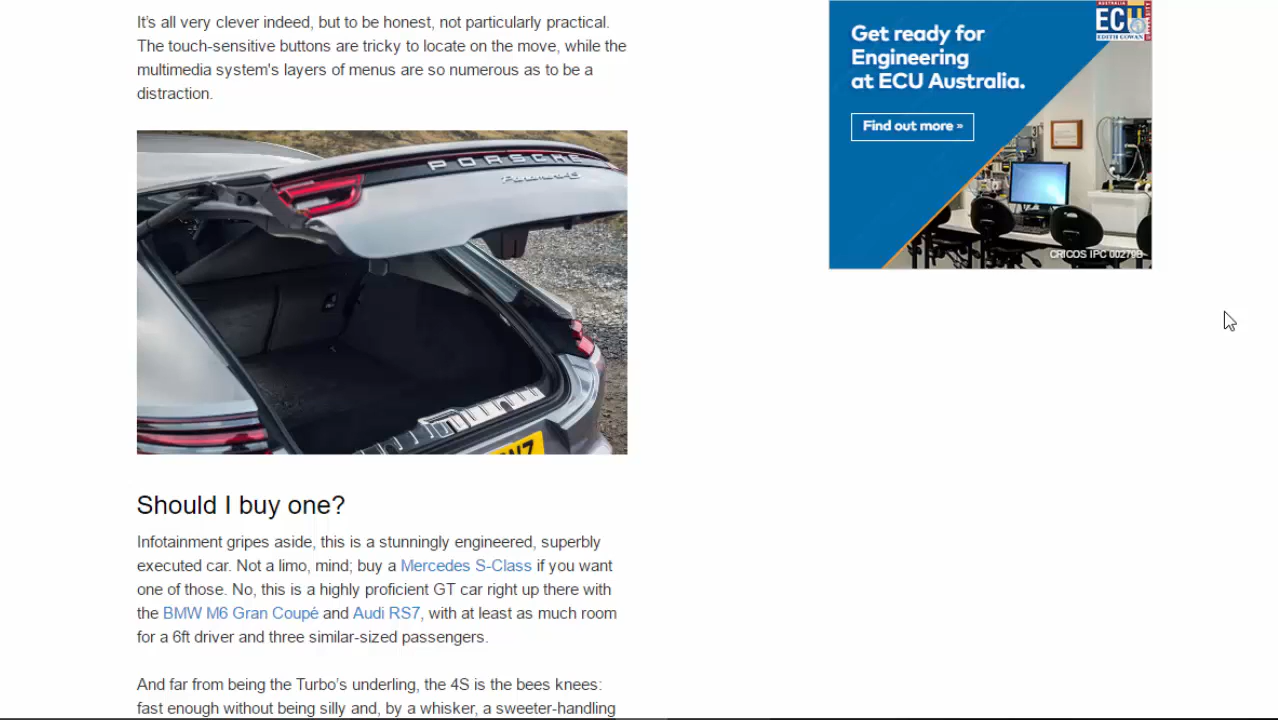 It's all very clever indeed, but to be honest, not particularly practical.
The touch-sensitive buttons are tricky to locate on the move, while the
multimedia system's layers of menus are so numerous as to be a
distraction.
PORSCHE
Should I buy one?
Infotainment gripes aside, this is a stunningly engineered, superbly
executed car. Not a limo, mind; buy a Mercedes S-Class if you want
one of those. No, this is a highly proficient GT car right up there with
the BMW M6 Gran Coupé and Audi RS7, with at least as much room
for a 6ft driver and three similar-sized passengers.
And far from being the Turbo's underling, the 4S is the bees knees:
fast enough without being silly and, by a whisker, a sweeter-handling
AUSTRALIA
ECU
EDITH COWAN
Get ready for
Engineering
at ECU Australia.
Find out more »
CRICOS IPC 00279B